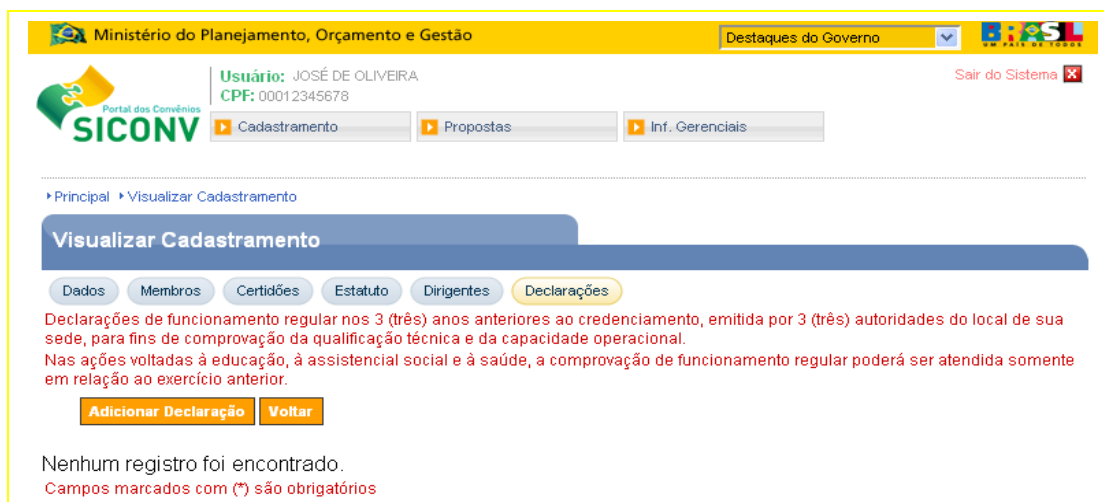 Ministério do Planejamento, Orçamento e Gestão
Destaques do Governo
BRASIL
UM PAÍS DE TODOS
Usuário: JOSÉ DE OLIVEIRA
Sair do Sistema
CPF: 00012345678
Portal dos Convênios
SICONV
Cadastramento
Propostas
Inf. Gerenciais
Principal
Visualizar Cadastramento
Visualizar Cadastramento
Dados
Membros
Certidões
Estatuto
Dirigentes
Declarações
Declarações de funcionamento regular nos 3 (três) anos anteriores ao credenciamento, emitida por 3 (três) autoridades do local de sua
sede, para fins de comprovação da qualificação técnica e da capacidade operacional.
Nas ações voltadas à educação, à assistencial social e à saúde, a comprovação de funcionamento regular poderá ser atendida somente
em relação ao exercício anterior.
Adicionar Declaração
Voltar
Nenhum registro foi encontrado.
Campos marcados com (*) são obrigatórios